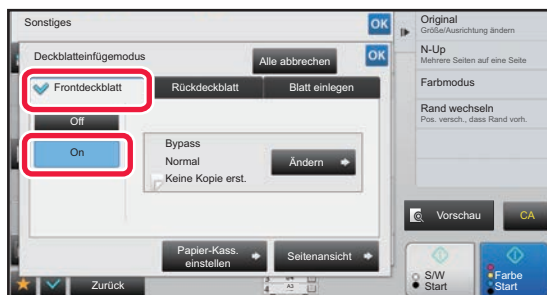 Sonstiges
OK
Deckblatteinfügemodus
Alle abbrechen
OK
Frontdeckblatt
Rückdeckblatt
Blatt einlegen
Off
On
Bypass
Normal
Keine Kopie erst.
Ändern
Papier-Kass.
einstellen
Seitenansicht
Zurück
A3
Original
Größe/Ausrichtung ändern
N-Up
Mehrere Seiten auf eine Seite
Farbmodus
Rand wechseln
Pos. versch., dass Rand vorh.
Vorschau
CA
S/W
Start
Farbe
Start